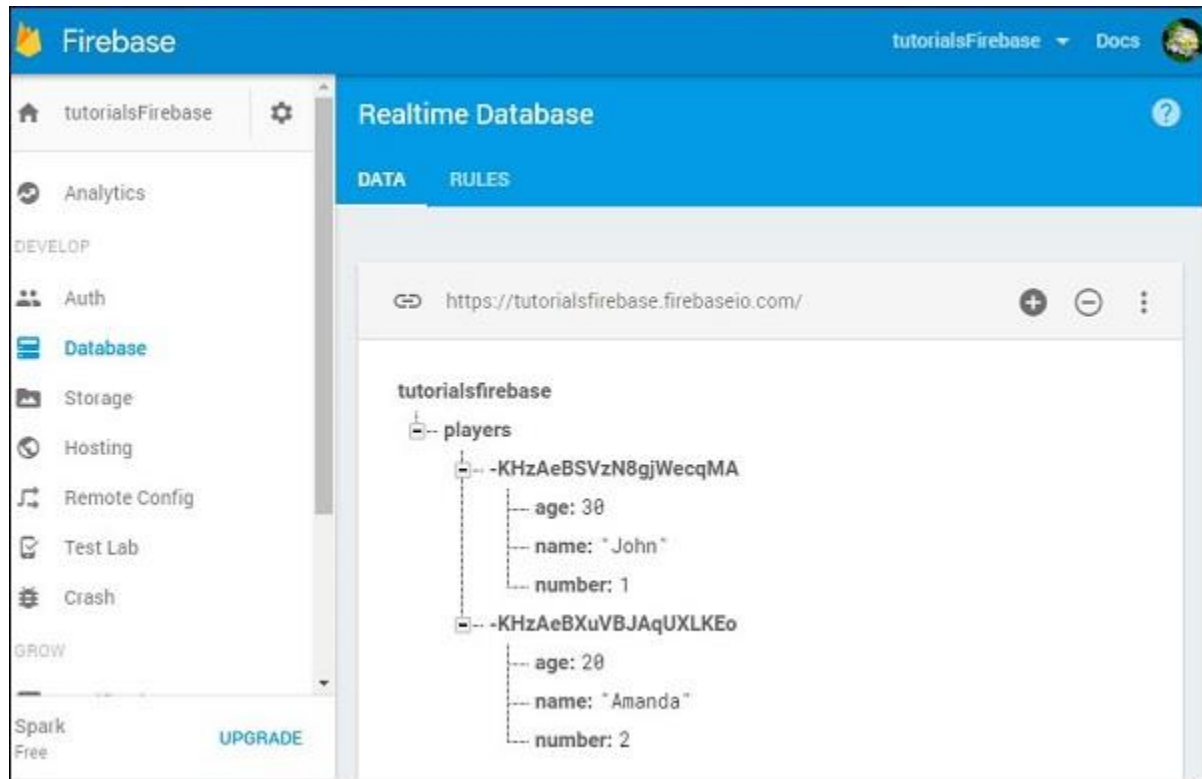 Firebase
tutorialsFirebase
Docs
tutorialsFirebase
Analytics
DEVELOP
Auth
Database
Storage
Hosting
Remote Config
Test Lab
Crash
GROW
Spark
Free
UPGRADE
Realtime Database
?
DATA RULES
https://tutorialsfirebase.firebaseio.com/
tutorialsfirebase
players
-KHzAeBSVzN8gjWecqMA
age: 30
name: "John"
number: 1
-KHzAeBXuVBJAqUXLKEo
age: 20
name: "Amanda"
number: 2